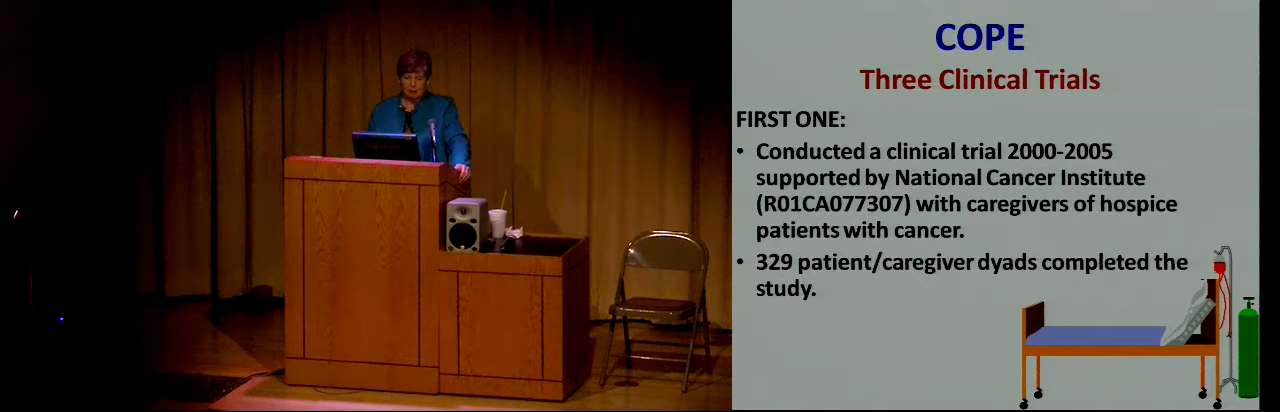 COPE
Three Clinical Trials
FIRST ONE:
• Conducted a clinical trial 2000-2005
supported by National Cancer Institute
(R01CA077307) with caregivers of hospice
patients with cancer.
• 329 patient/caregiver dyads completed the
study.